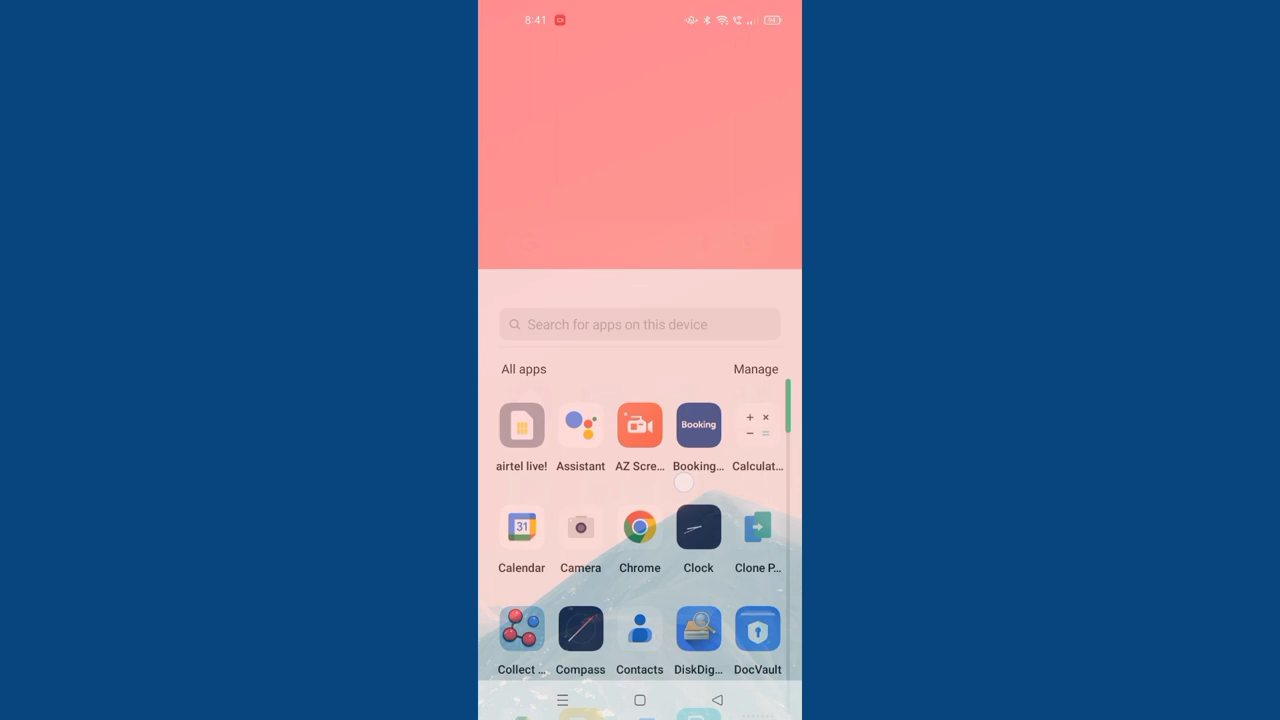 8:41
Search for apps on this device
All apps
Manage
Booking
airtel live!
Assistant
AZ Scre...
Booking...
Calculat...
31
Calendar
Camera
Chrome
Clock
Clone P...
Collect ...
Compass
Contacts
DiskDig...
DocVault